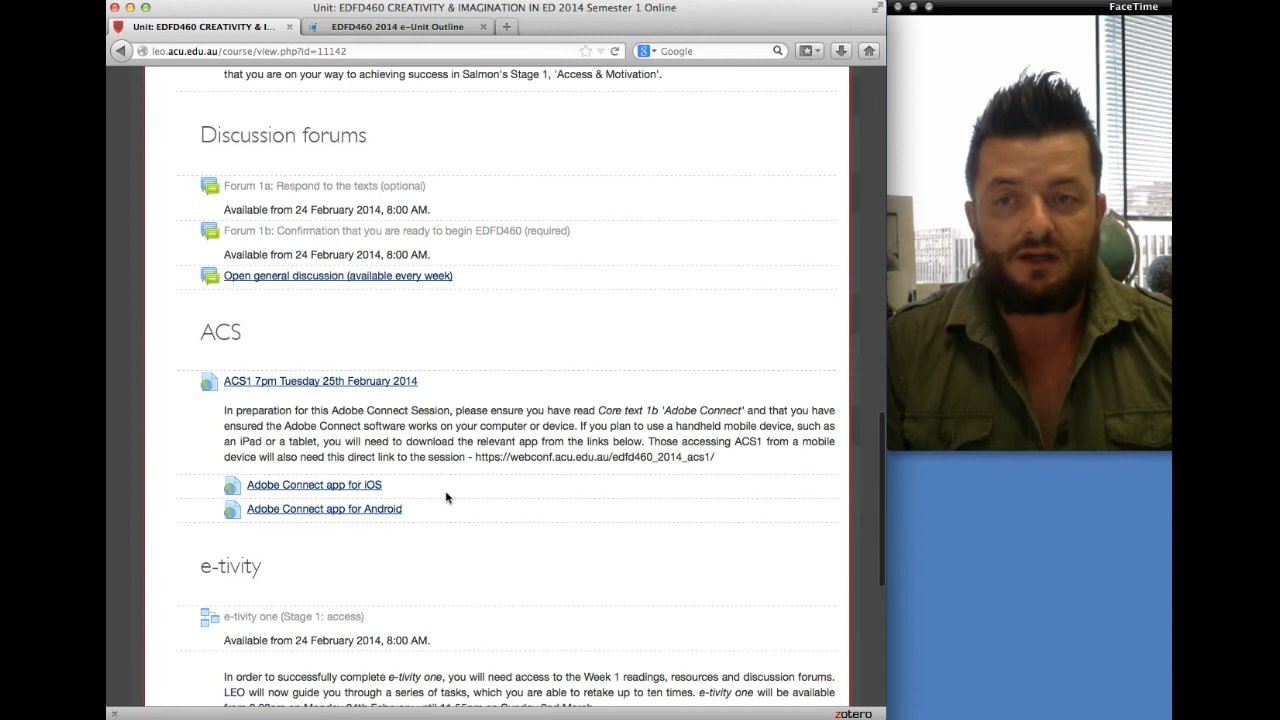 Unit: EDFD460 CREATIVITY & IMAGINATION IN ED 2014 Semester 1 Online
FaceTime
Unit: EDFD460 CREATIVITY & I...
EDFD460 2014 e-Unit Outline
leo.acu.edu.au/course/view.php?id=11142
Google
that you are on your way to achieving success in Salmon's Stage 1, 'Access & Motivation'.
Discussion forums
Forum 1a: Respond to the texts (optional)
Available from 24 February 2014, 8:00 AM.
Forum 1b: Confirmation that you are ready to begin EDFD460 (required)
Available from 24 February 2014, 8:00 AM.
Open general discussion (available every week)
ACS
ACS1 7pm Tuesday 25th February 2014
In preparation for this Adobe Connect Session, please ensure you have read Core text 1b 'Adobe Connect' and that you have
ensured the Adobe Connect software works on your computer or device. If you plan to use a handheld mobile device, such as
an iPad or a tablet, you will need to download the relevant app from the links below. Those accessing ACS1 from a mobile
device will also need this direct link to the session - https://webconf.acu.edu.au/edfd460_2014_acs1/
Adobe Connect app for iOS
Adobe Connect app for Android
e-tivity
e-tivity one (Stage 1: access)
Available from 24 February 2014, 8:00 AM.
In order to successfully complete e-tivity one, you will need access to the Week 1 readings, resources and discussion forums.
LEO will now guide you through a series of tasks, which you are able to retake up to ten times. e-tivity one will be available
zotero